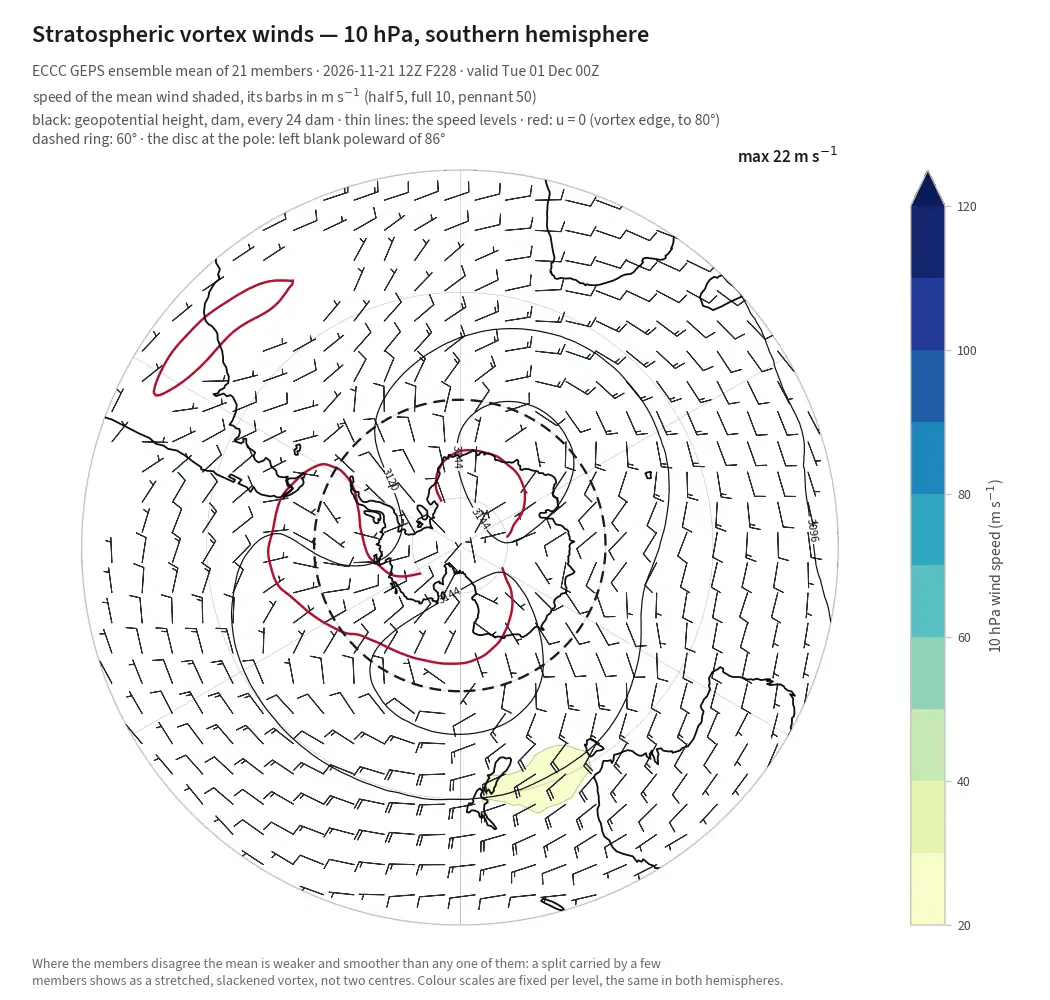 Stratospheric vortex winds — 10 hPa, southern hemisphere
ECCC GEPS ensemble mean of 21 members · 2026-11-21 12Z F228 · valid Tue 01 Dec 00Z
speed of the mean wind shaded, its barbs in m s⁻¹ (half 5, full 10, pennant 50)
black: geopotential height, dam, every 24 dam · thin lines: the speed levels · red: u = 0 (vortex edge, to 80°)
dashed ring: 60° · the disc at the pole: left blank poleward of 86°
max 22 m s⁻¹
120
100
80
60
40
20
10 hPa wind speed (m s⁻¹)
3144
3120
3144
3144
3096
Where the members disagree the mean is weaker and smoother than any one of them: a split carried by a few
members shows as a stretched, slackened vortex, not two centres. Colour scales are fixed per level, the same in both hemispheres.